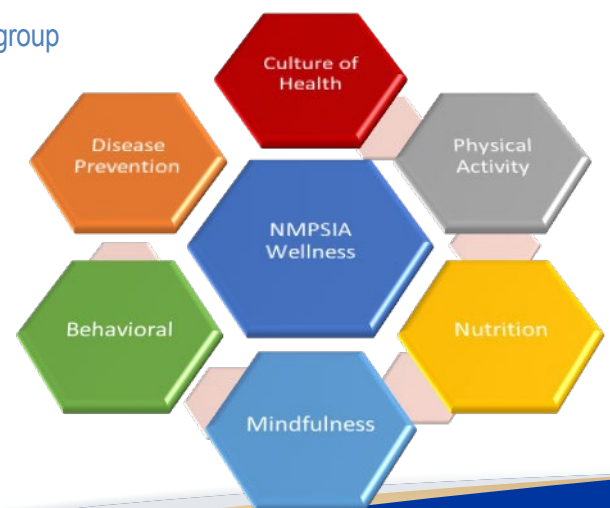 group
Culture of
Health
Disease
Prevention
Physical
Activity
NMPSIA
Wellness
Behavioral
Nutrition
Mindfulness